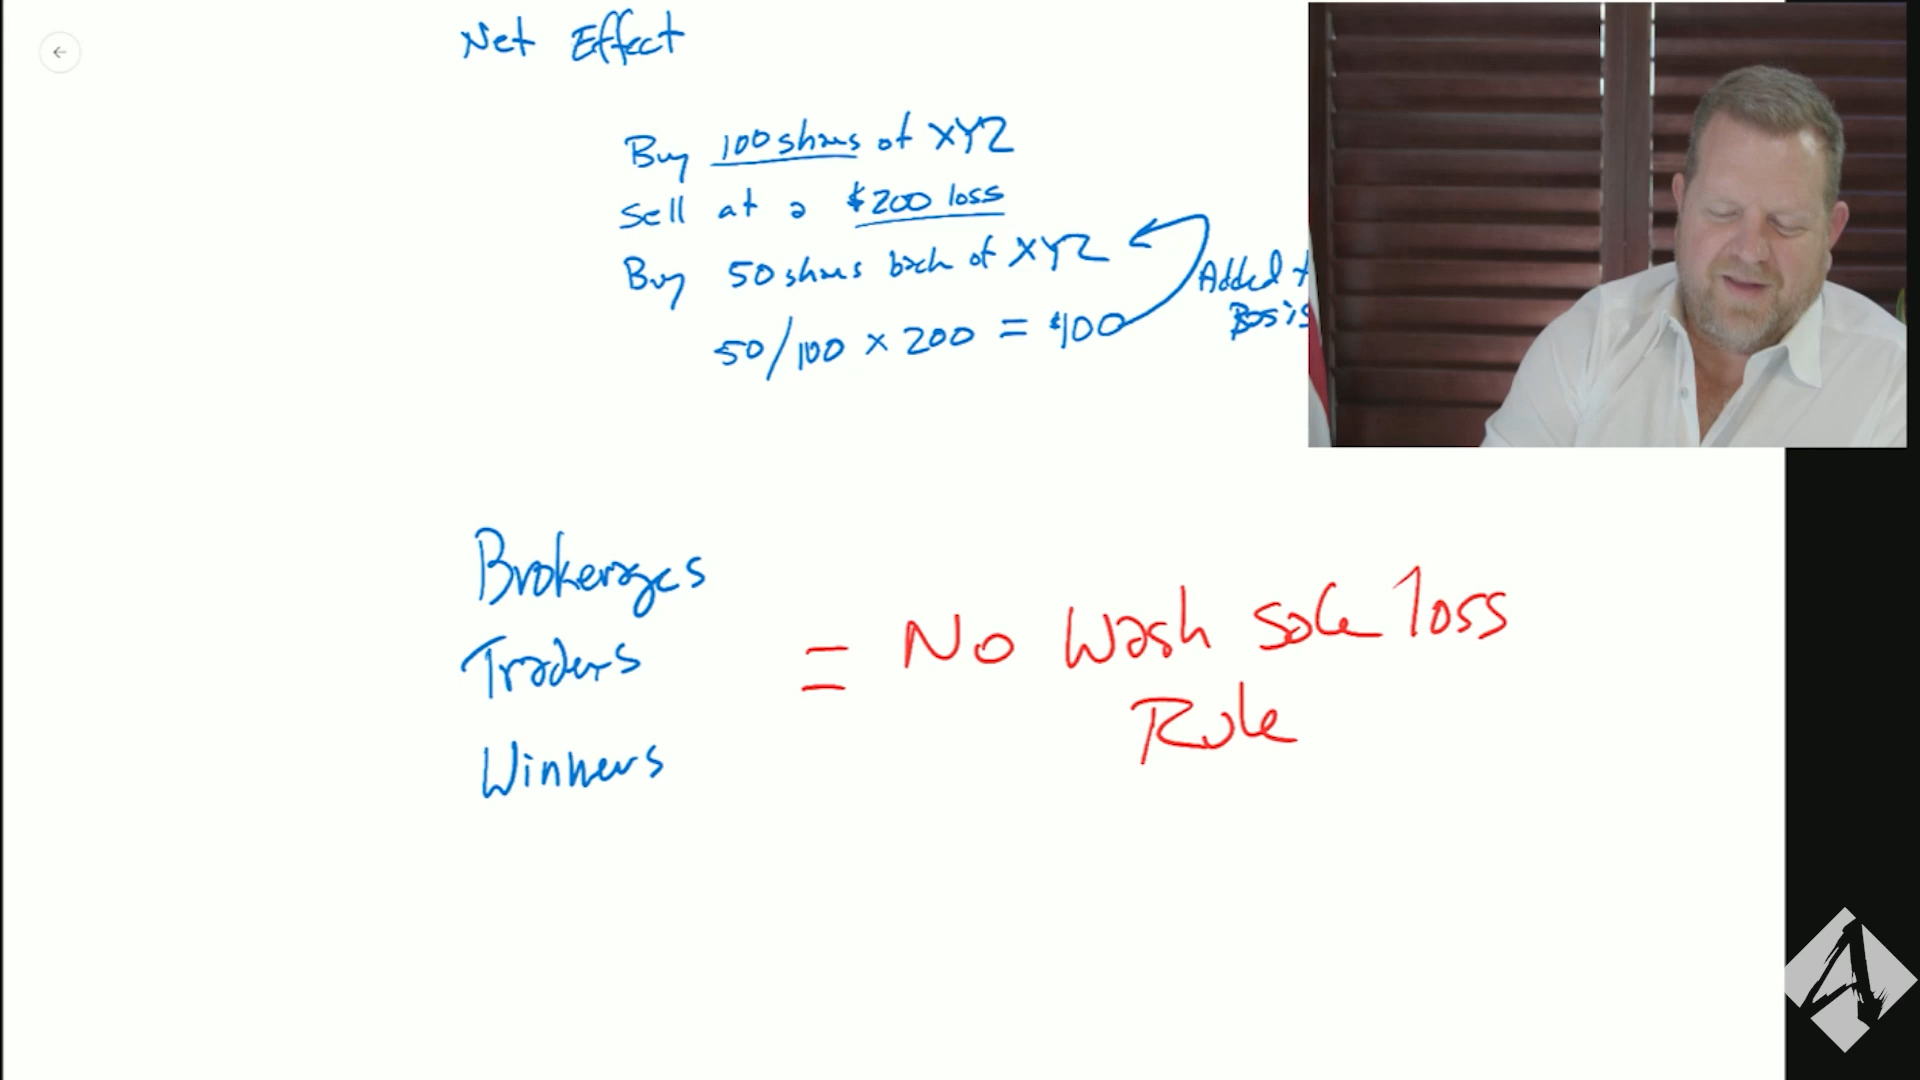 Net Effect
Buy 100 shares of XYZ
Sell at a $200 loss
Buy 50 shares back of XYZ
Added t
Basis
50/100 x 200 = $100
Brokerages
Traders
Winners
= No Wash sale loss
Rule
A